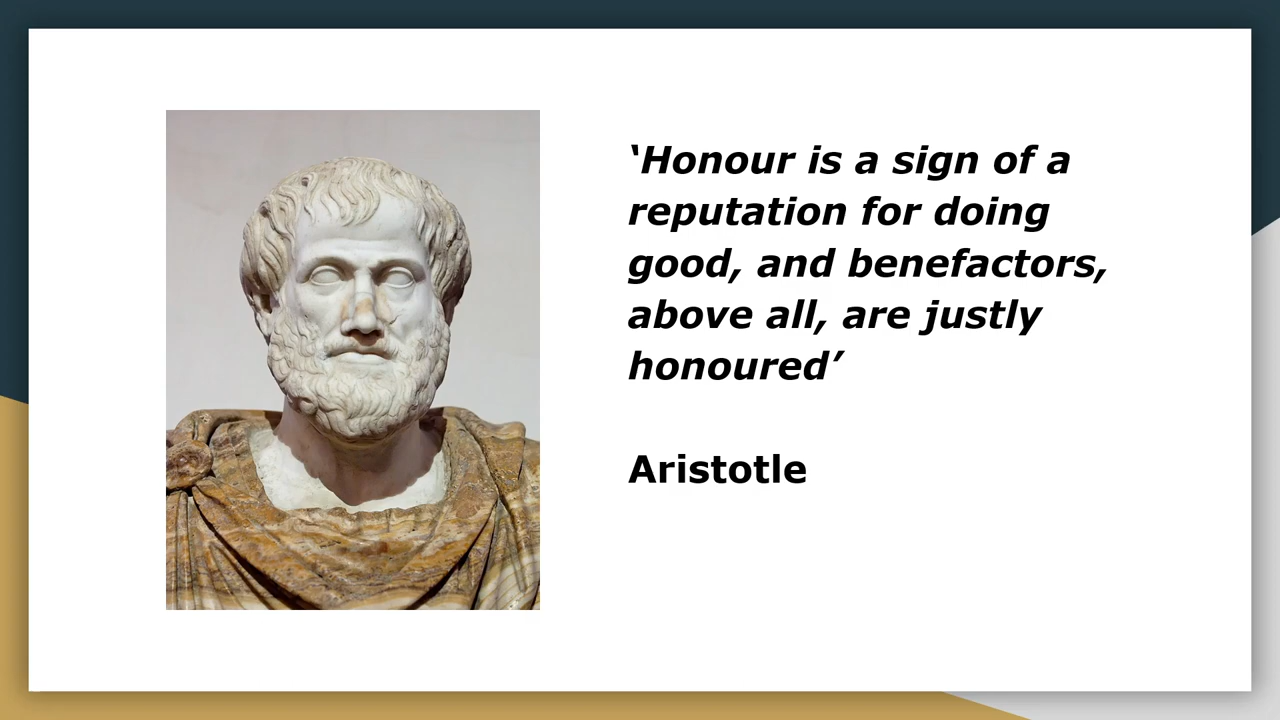 ‘Honour is a sign of a
reputation for doing
good, and benefactors,
above all, are justly
honoured’
Aristotle